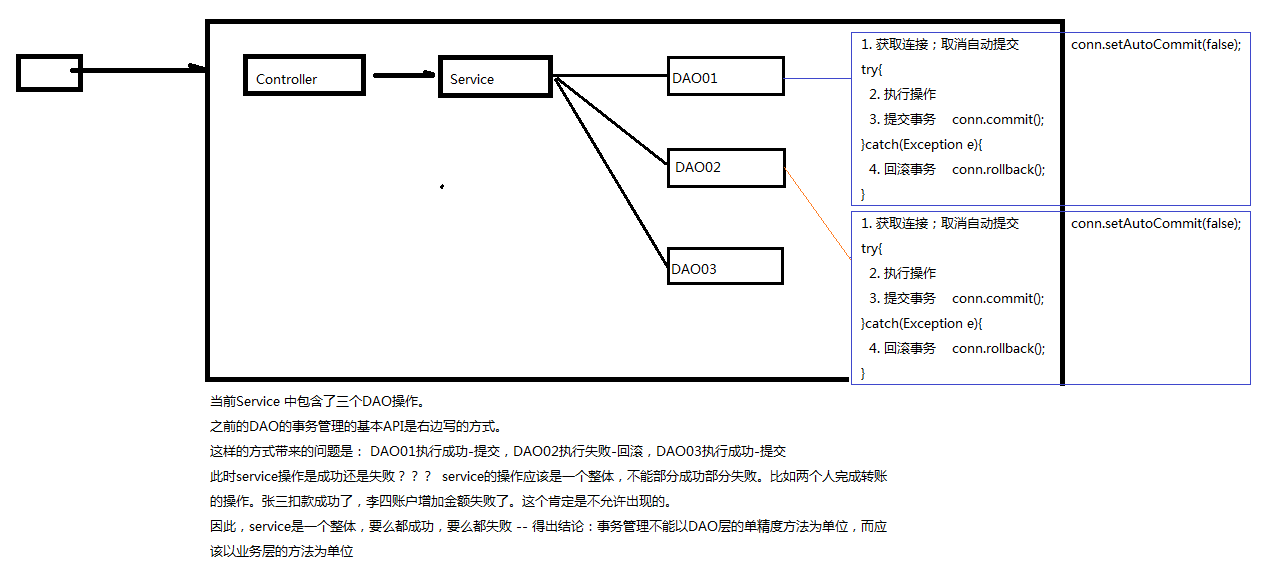 Controller
Service
DAO01
DAO02
DAO03
1. 获取连接；取消自动提交 conn.setAutoCommit(false);
try{
2. 执行操作
3. 提交事务 conn.commit();
}catch(Exception e){
4. 回滚事务 conn.rollback();
}
1. 获取连接；取消自动提交 conn.setAutoCommit(false);
try{
2. 执行操作
3. 提交事务 conn.commit();
}catch(Exception e){
4. 回滚事务 conn.rollback();
}
当前Service 中包含了三个DAO操作。
之前的DAO的事务管理的基本API是右边写的方式。
这样的方式带来的问题是： DAO01执行成功-提交，DAO02执行失败-回滚，DAO03执行成功-提交
此时service操作是成功还是失败？？？ service的操作应该是一个整体，不能部分成功部分失败。比如两个人完成转账
的操作。张三扣款成功了，李四账户增加金额失败了。这个肯定是不允许出现的。
因此，service是一个整体，要么都成功，要么都失败 -- 得出结论：事务管理不能以DAO层的单精度方法为单位，而应
该以业务层的方法为单位